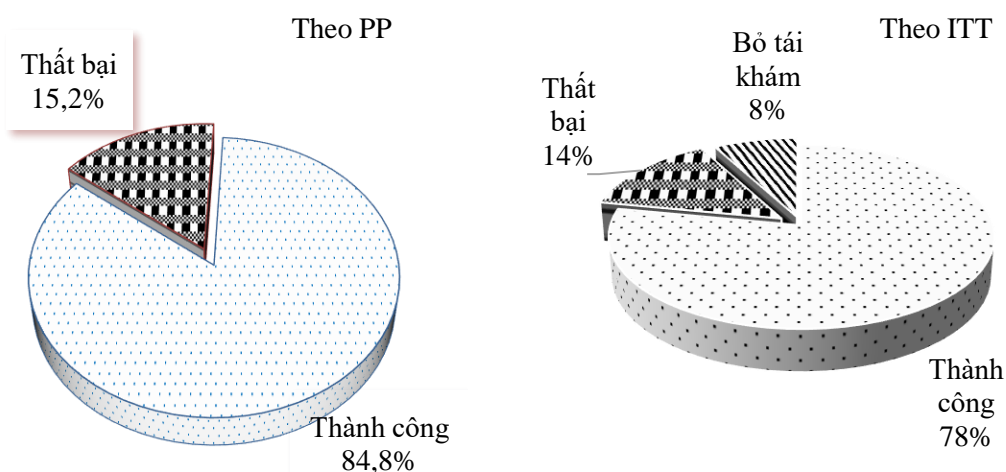 Theo PP
Thất bại
15,2%
Thành công
84,8%
Theo ITT
Bỏ tái
khám
8%
Thất
bại
14%
Thành
công
78%